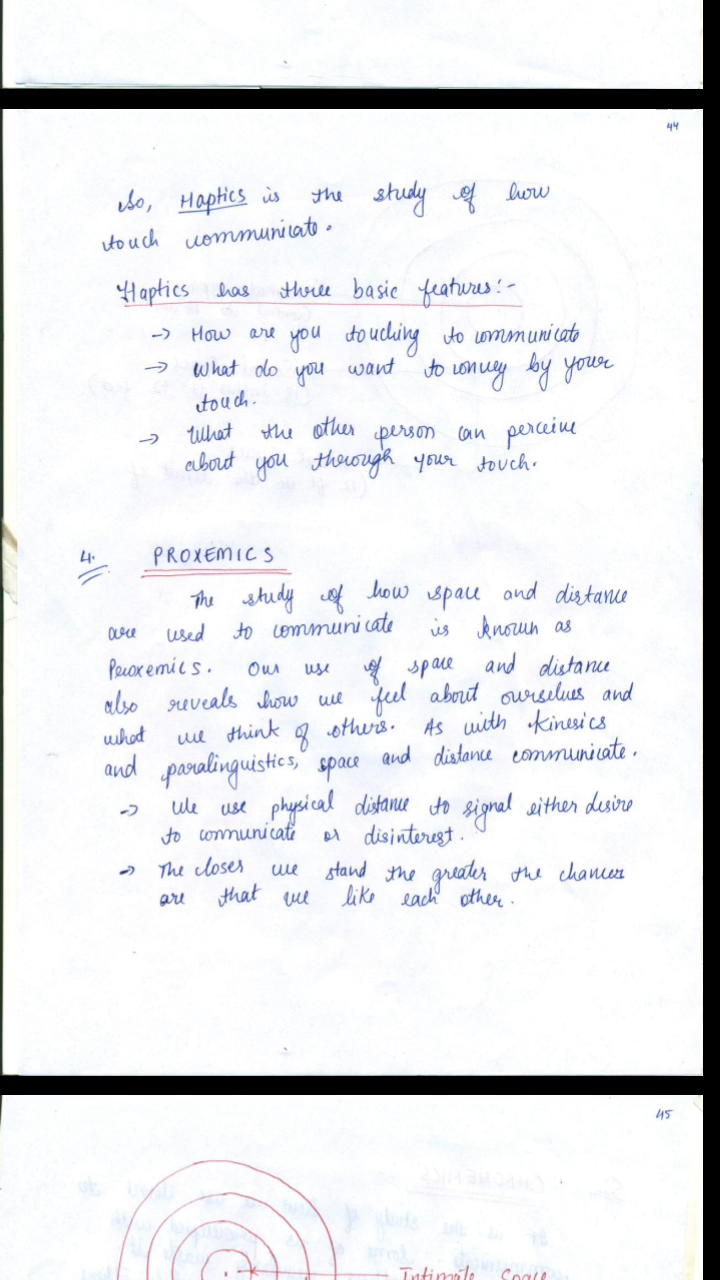 44
So, Haptics is the study of how
touch communicate.
Haptics has three basic features:-
→ How are you touching to communicate
→ What do you want to convey by your
touch.
→ What the other person can perceive
about you through your touch.
4. PROXEMICS
The study of how space and distance
are used to communicate is known as
Proxemics. Our use of space and distance
also reveals how we feel about ourselves and
what we think of others. As with kinesics
and paralinguistics, space and distance communicate.
→ We use physical distance to signal either desire
to communicate or disinterest.
→ The closer we stand the greater the chances
are that we like each other.
45
Intimate